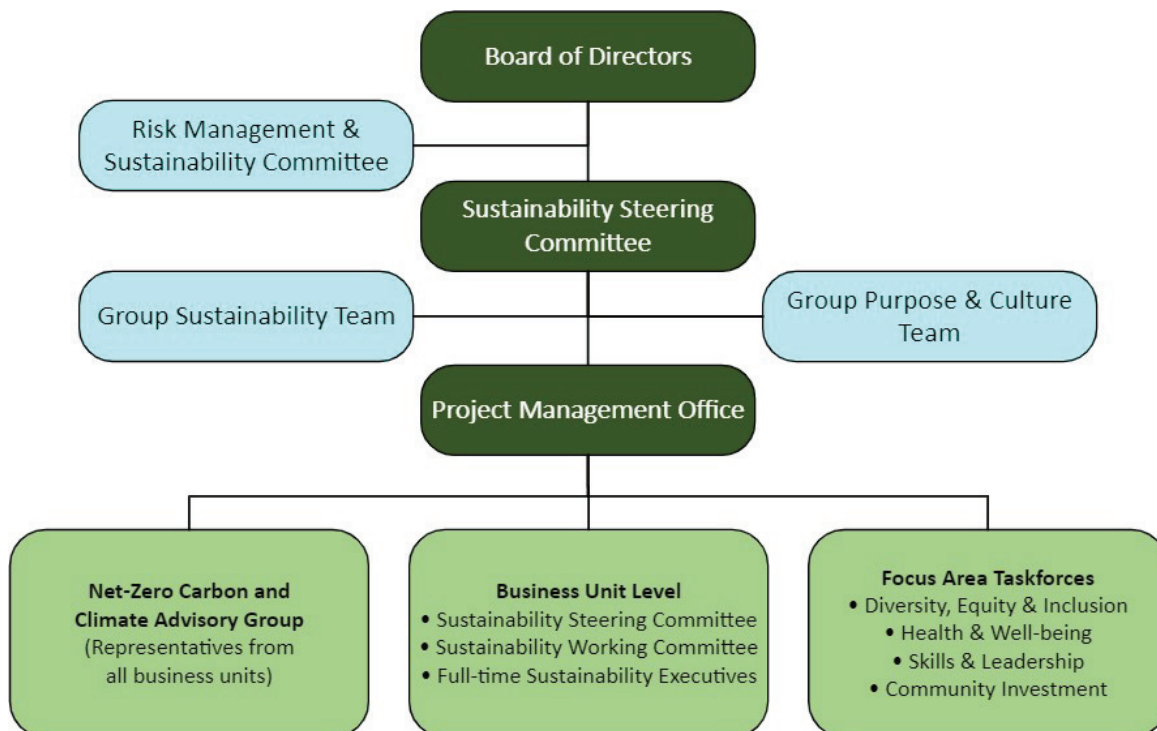 Board of Directors
Risk Management &
Sustainability Committee
Sustainability Steering
Committee
Group Sustainability Team
Group Purpose & Culture
Team
Project Management Office
Net-Zero Carbon and
Climate Advisory Group
(Representatives from
all business units)
Business Unit Level
• Sustainability Steering Committee
• Sustainability Working Committee
• Full-time Sustainability Executives
Focus Area Taskforces
• Diversity, Equity & Inclusion
• Health & Well-being
• Skills & Leadership
• Community Investment